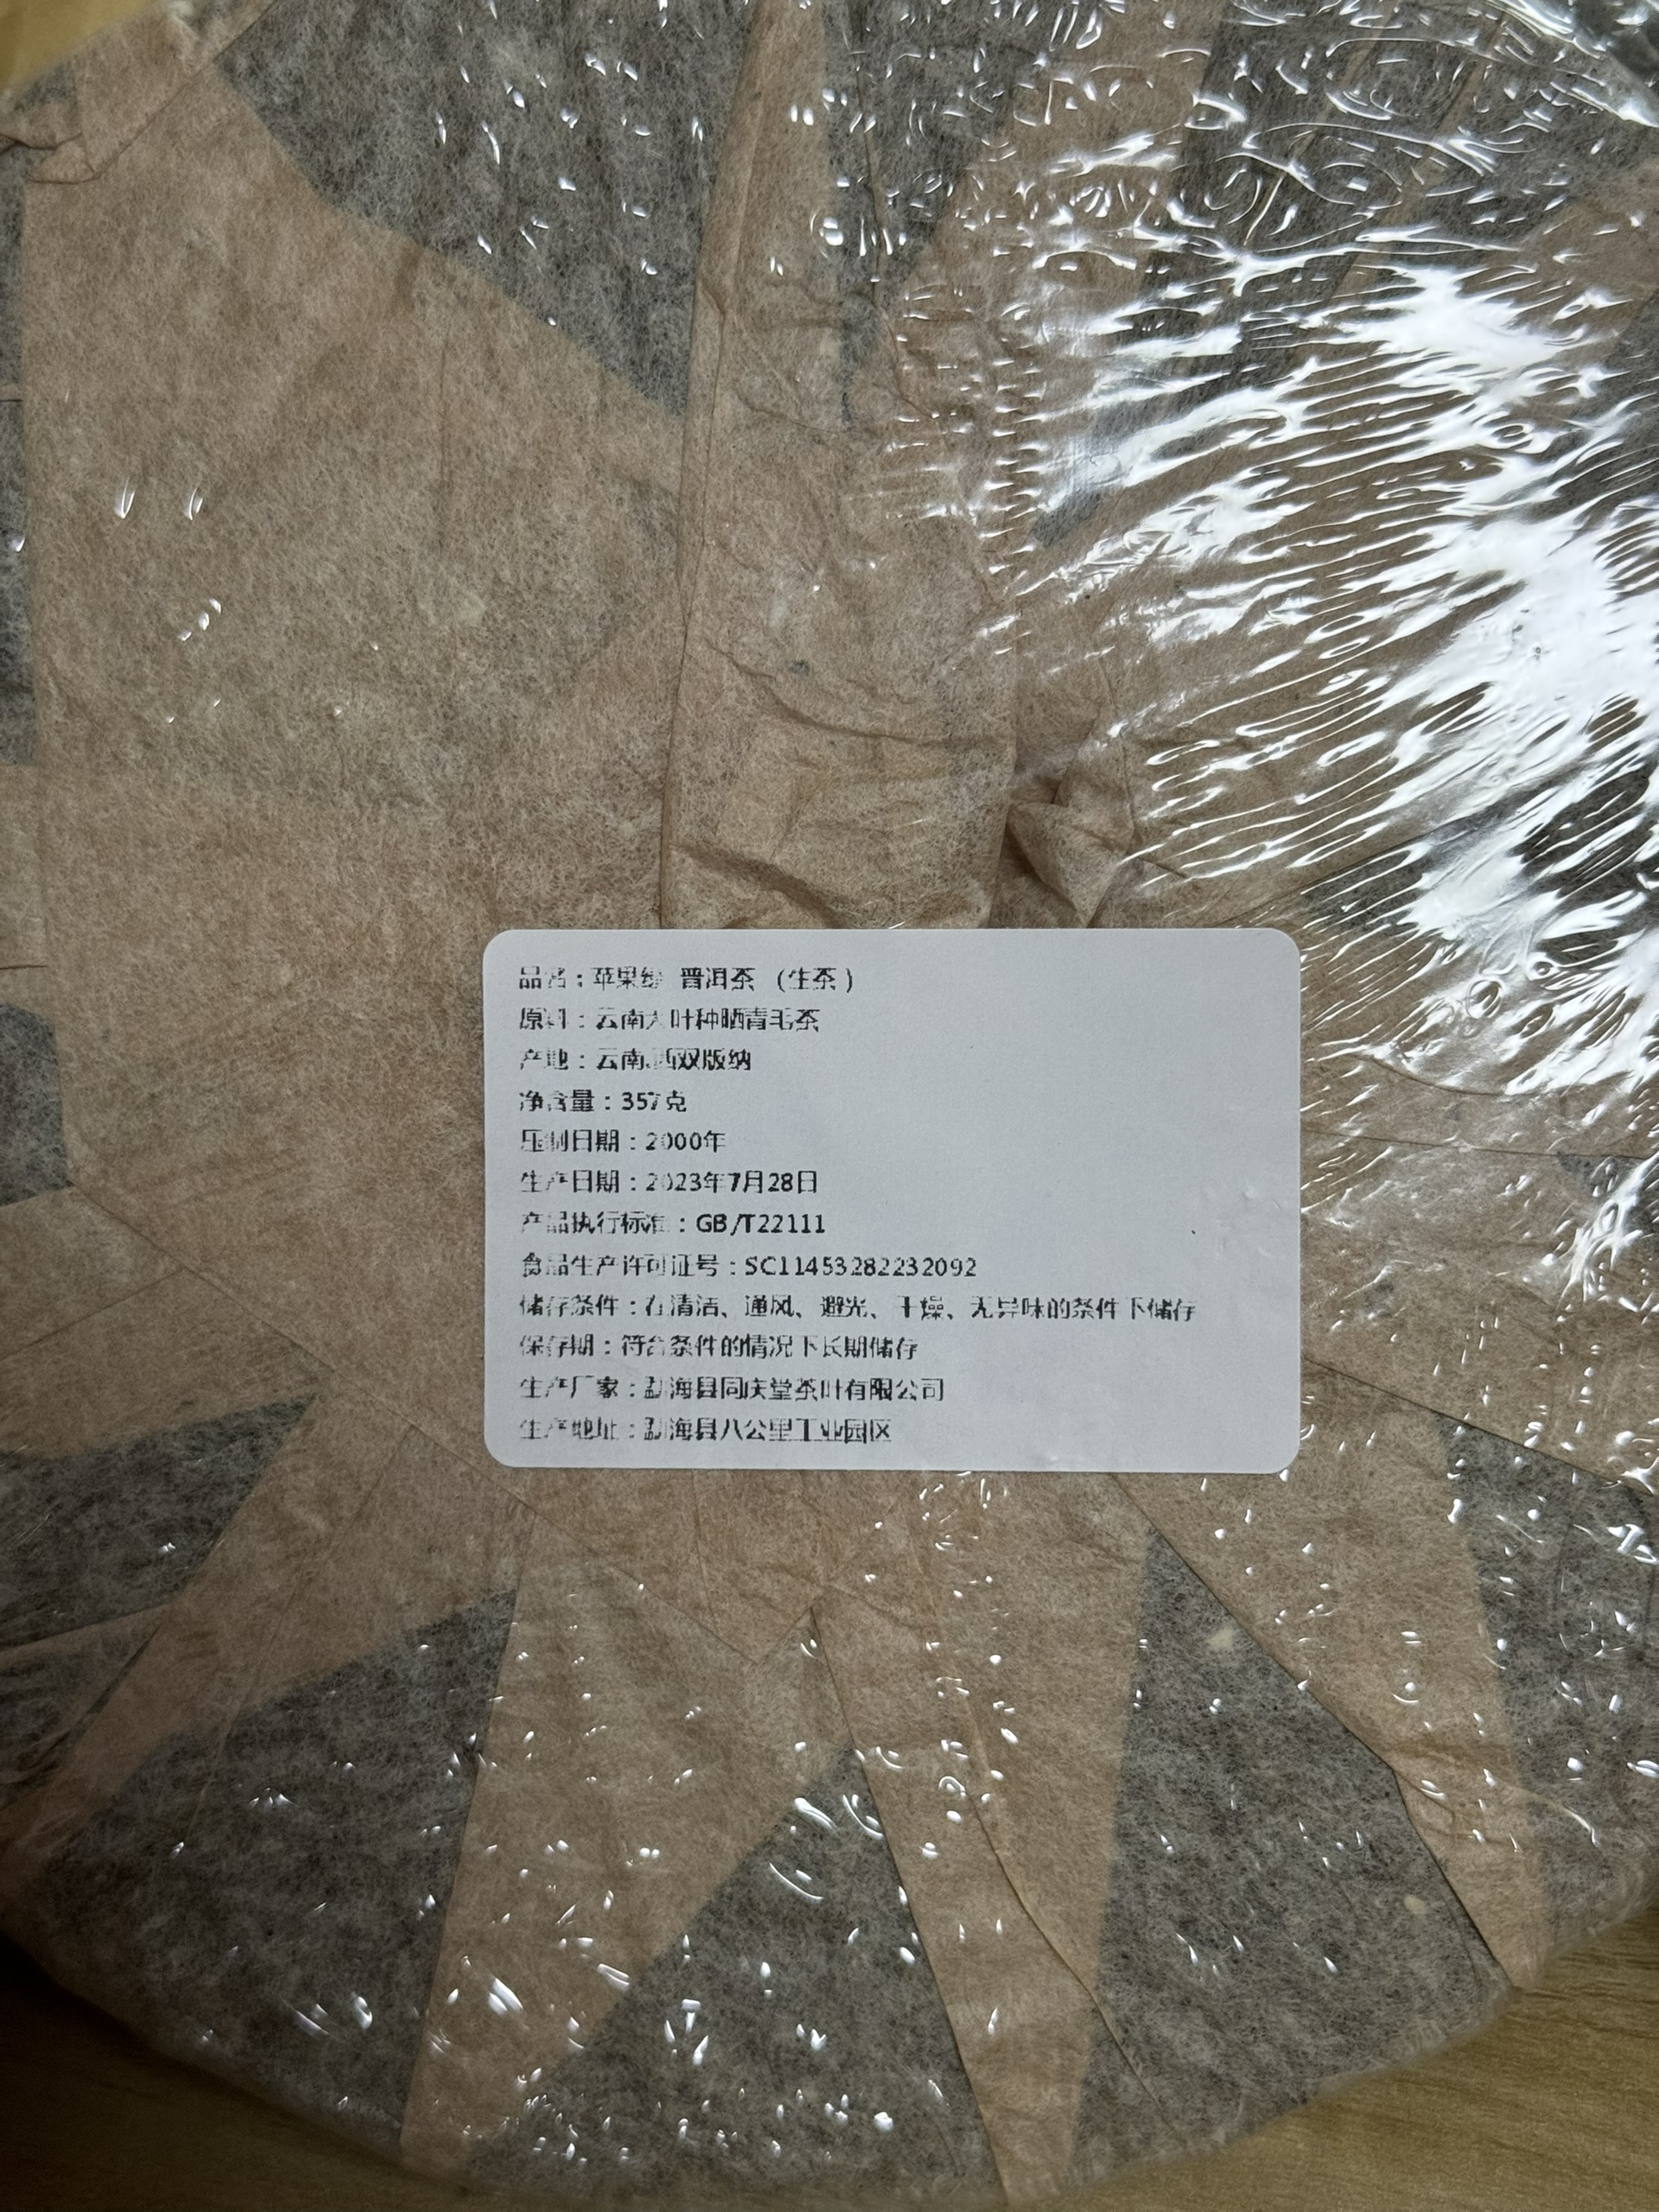 品名：苹果绿 普洱茶 （生茶）
原料：云南大叶种晒青毛茶
产地：云南.西双版纳
净含量：357克
压制日期：2000年
生产日期：2023年7月28日
产品执行标准：GB/T22111
食品生产许可证号：SC11453282232092
储存条件：在清洁、通风、避光、干燥、无异味的条件下储存
保存期：符合条件的情况下长期储存
生产厂家：勐海县同庆堂茶叶有限公司
生产地址：勐海县八公里工业园区